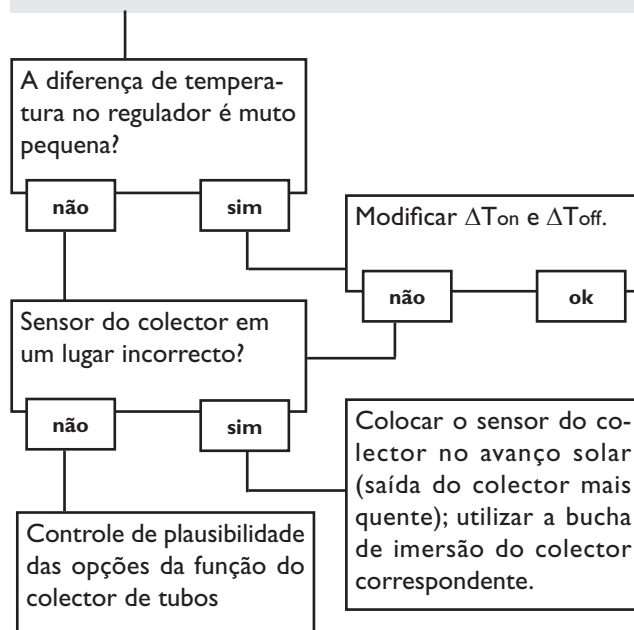 A diferença de tempera-
tura no regulador é muto
pequena?
não
sim
Modificar ΔTon e ΔToff.
não
ok
Sensor do colector em
um lugar incorrecto?
não
sim
Colocar o sensor do co-
lector no avanço solar
(saída do colector mais
quente); utilizar a bucha
de imersão do colector
correspondente.
Controle de plausibilidade
das opções da função do
colector de tubos